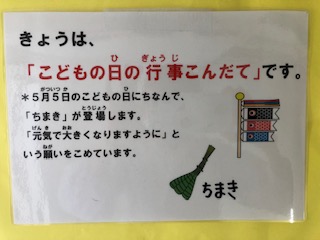 きょうは、
「こどもの日の行事こんだて」です。
＊5月5日のこどもの日にちなんで、
「ちまき」が登場します。
「元気で大きくなりますように」と
いう願いをこめています。
ちまき